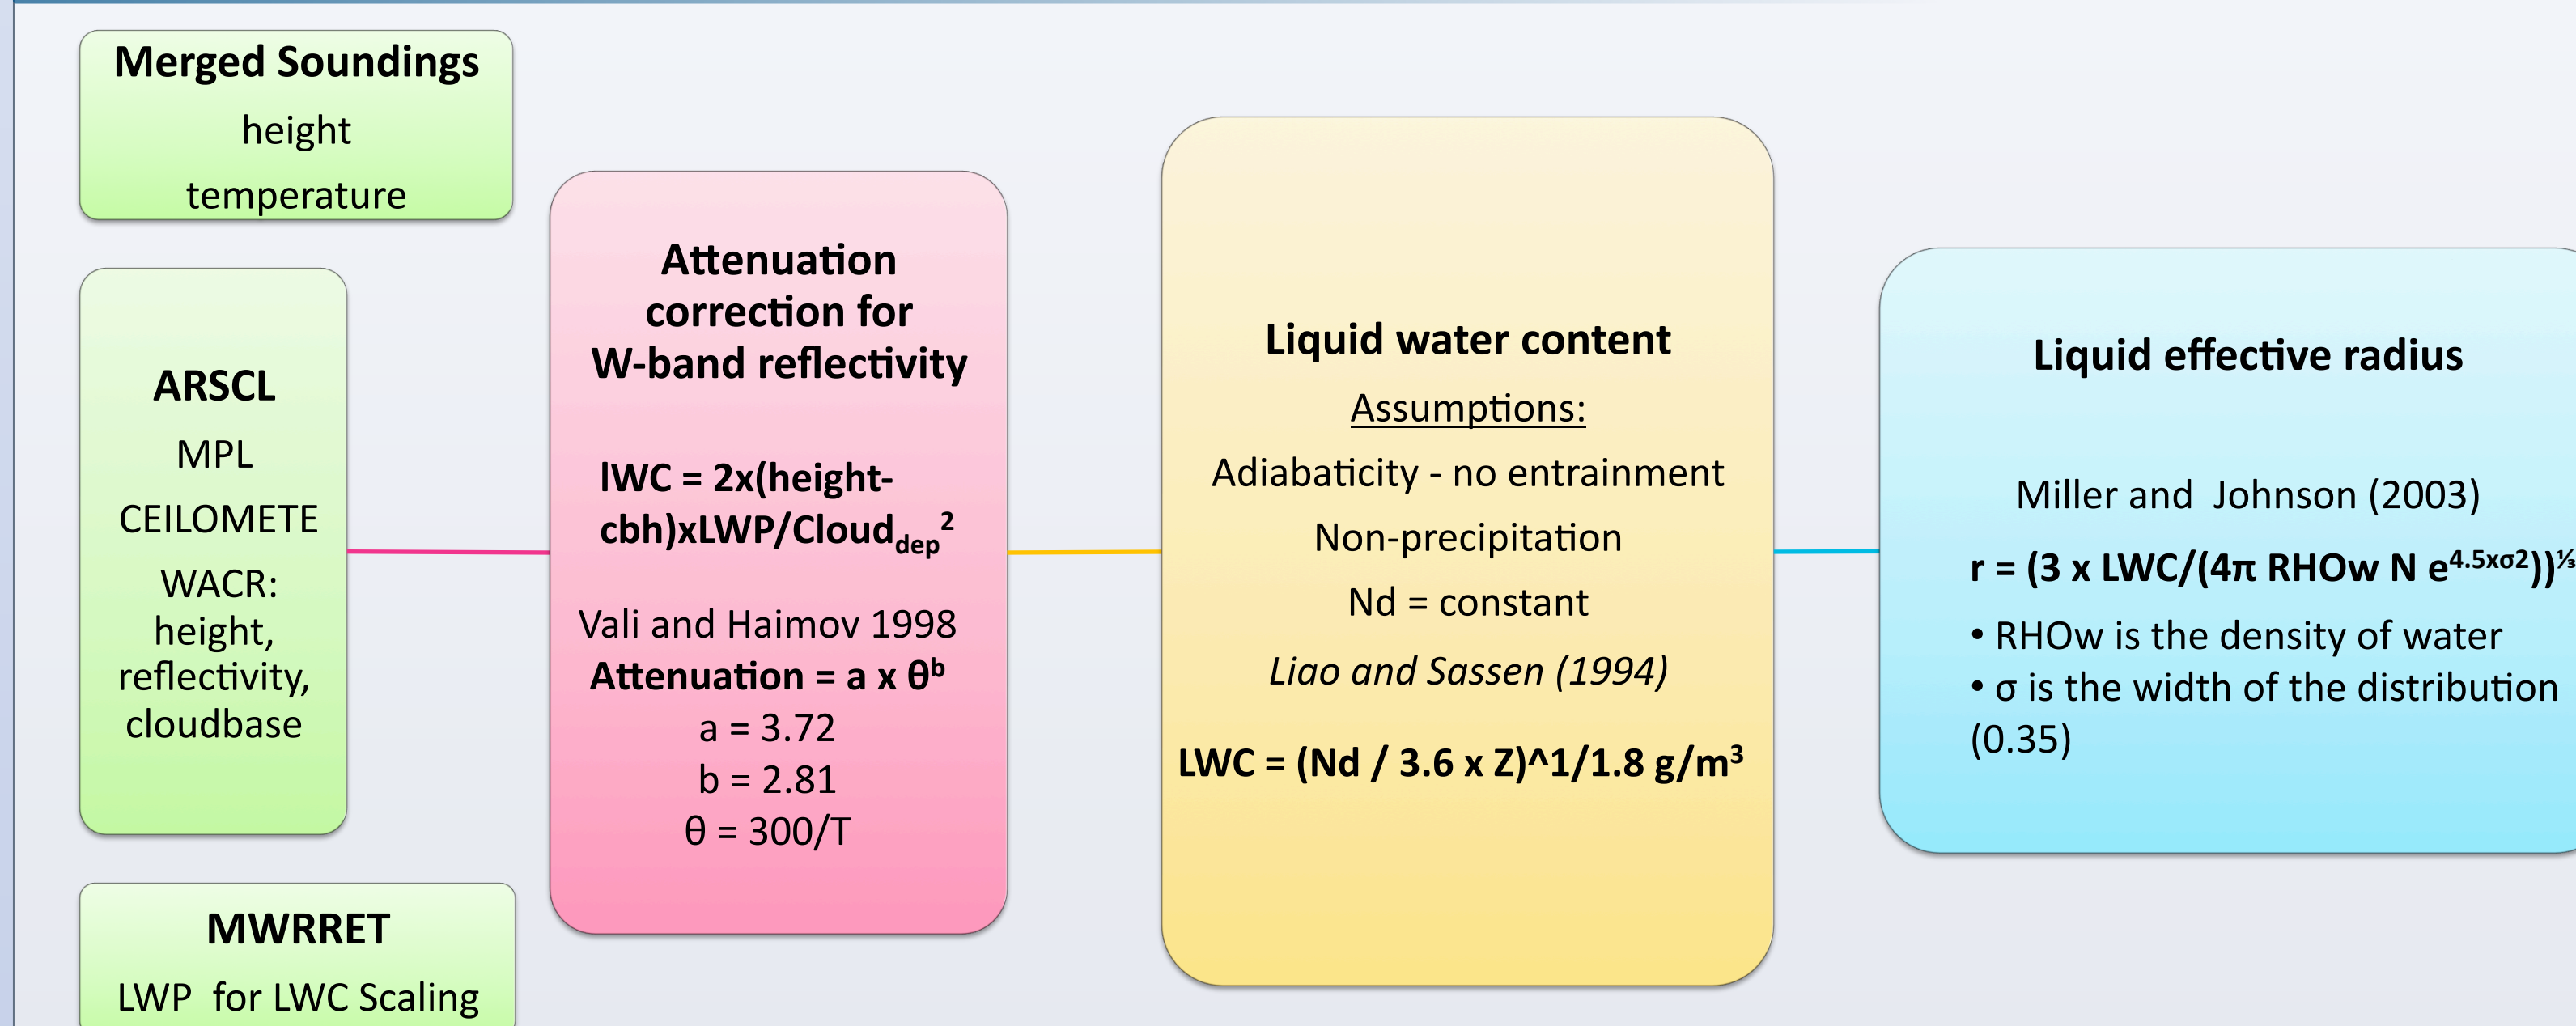 Merged Soundings
height
temperature
ARSCL
MPL
CEILOMETE
WACR:
height,
reflectivity,
cloudbase
MWRRET
LWP  for LWC Scaling
Attenuation
correction for
W-band reflectivity
lWC = 2x(height-
cbh)xLWP/Cloud_dep^2
Vali and Haimov 1998
Attenuation = a x θ^b
a = 3.72
b = 2.81
θ = 300/T
Liquid water content
Assumptions:
Adiabaticity - no entrainment
Non-precipitation
Nd = constant
Liao and Sassen (1994)
LWC = (Nd / 3.6 x Z)^1/1.8 g/m³
Liquid effective radius
Miller and  Johnson (2003)
r = (3 x LWC/(4π RHOw N e^4.5xσ2))^⅓
• RHOw is the density of water
• σ is the width of the distribution
(0.35)